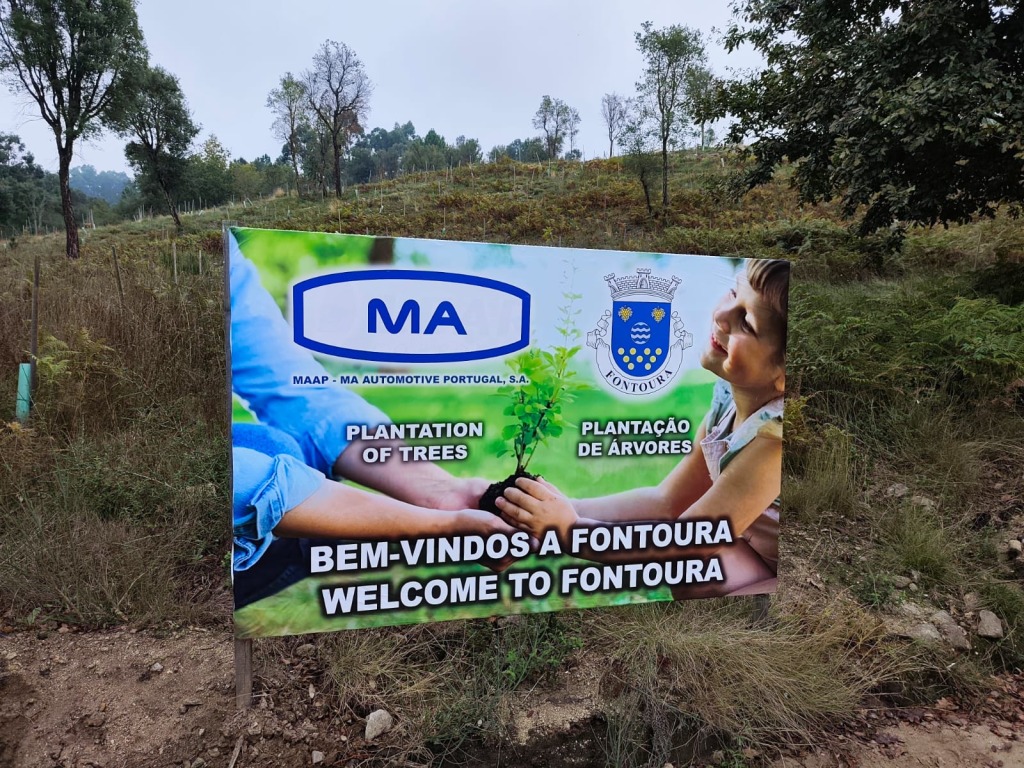 MA
MAAP - MA AUTOMOTIVE PORTUGAL, S.A.
FONTOURA
PLANTATION
OF TREES
PLANTAÇÃO
DE ÁRVORES
BEM-VINDOS A FONTOURA
WELCOME TO FONTOURA